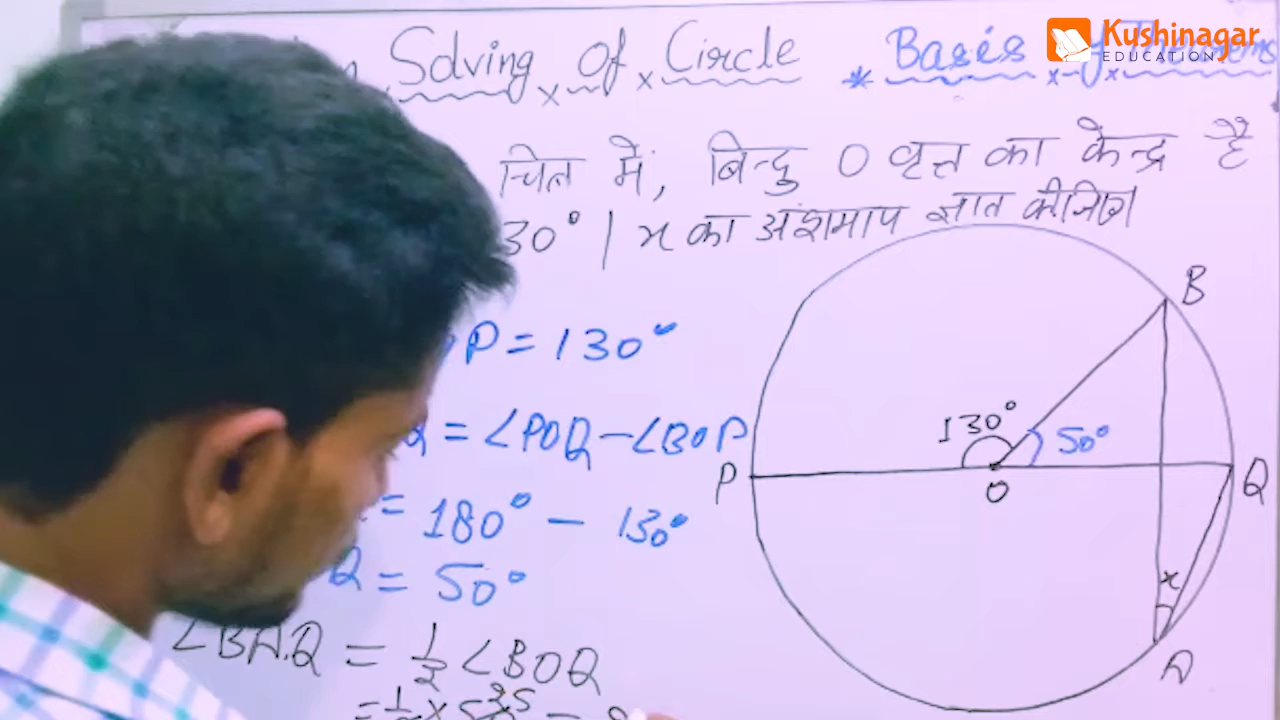 Solving Of Circle * Basis
Kushinagar
EDUCATION
चित्र में, बिन्दु O वृत्त का केन्द्र है
30° | x का अंशमाप ज्ञात कीजिए
P = 130°
= ∠POQ - ∠BOP
= 180° - 130°
Q = 50°
∠BAQ = 1/2 ∠BOQ
B
130°
50°
P
O
Q
x
A